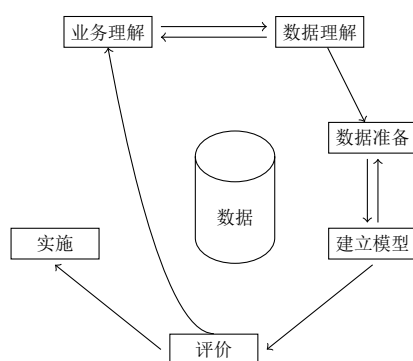 业务理解
数据理解
数据准备
数据
实施
建立模型
评价